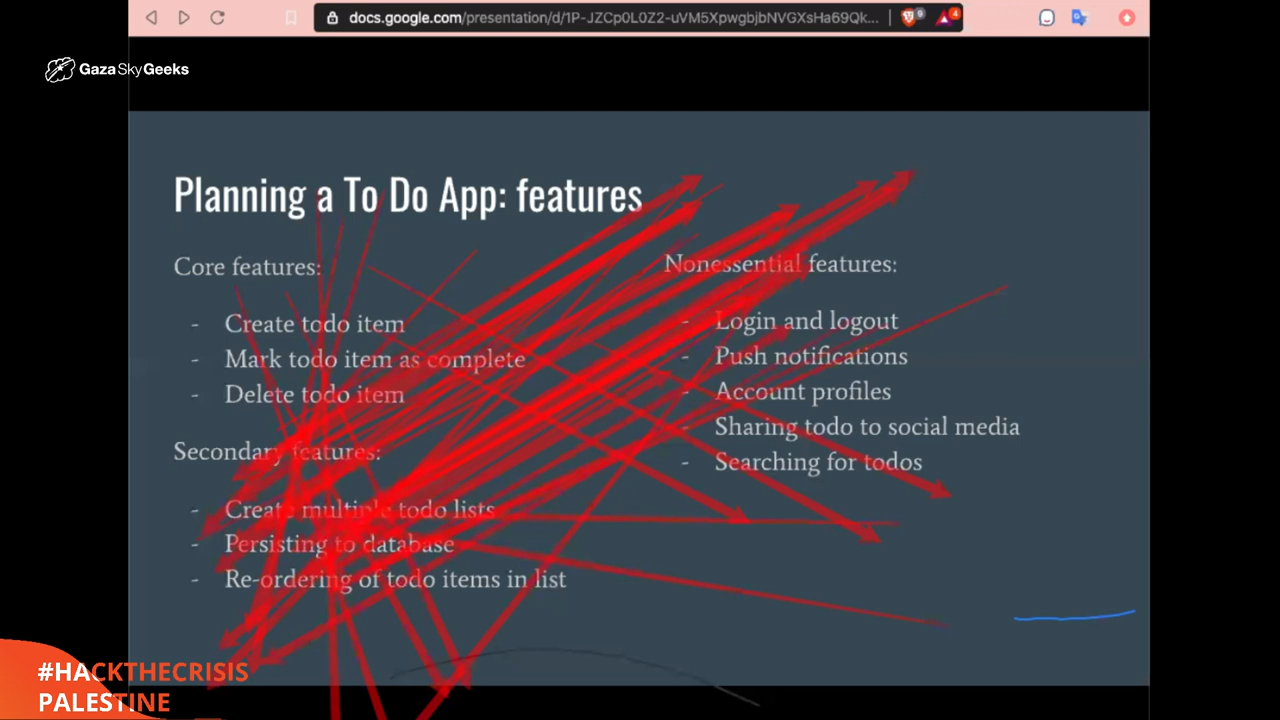 docs.google.com/presentation/d/1P-JZCp0L0Z2-uVM5XpwgbjbNVGXsHa69Qk...
9
4
GazaSkyGeeks
Planning a To Do App: features
Core features:
- Create todo item
- Mark todo item as complete
- Delete todo item
Secondary features:
- Create multiple todo lists
- Persisting to database
- Re-ordering of todo items in list
Nonessential features:
- Login and logout
- Push notifications
- Account profiles
- Sharing todo to social media
- Searching for todos
#HACKTHECRISIS
PALESTINE